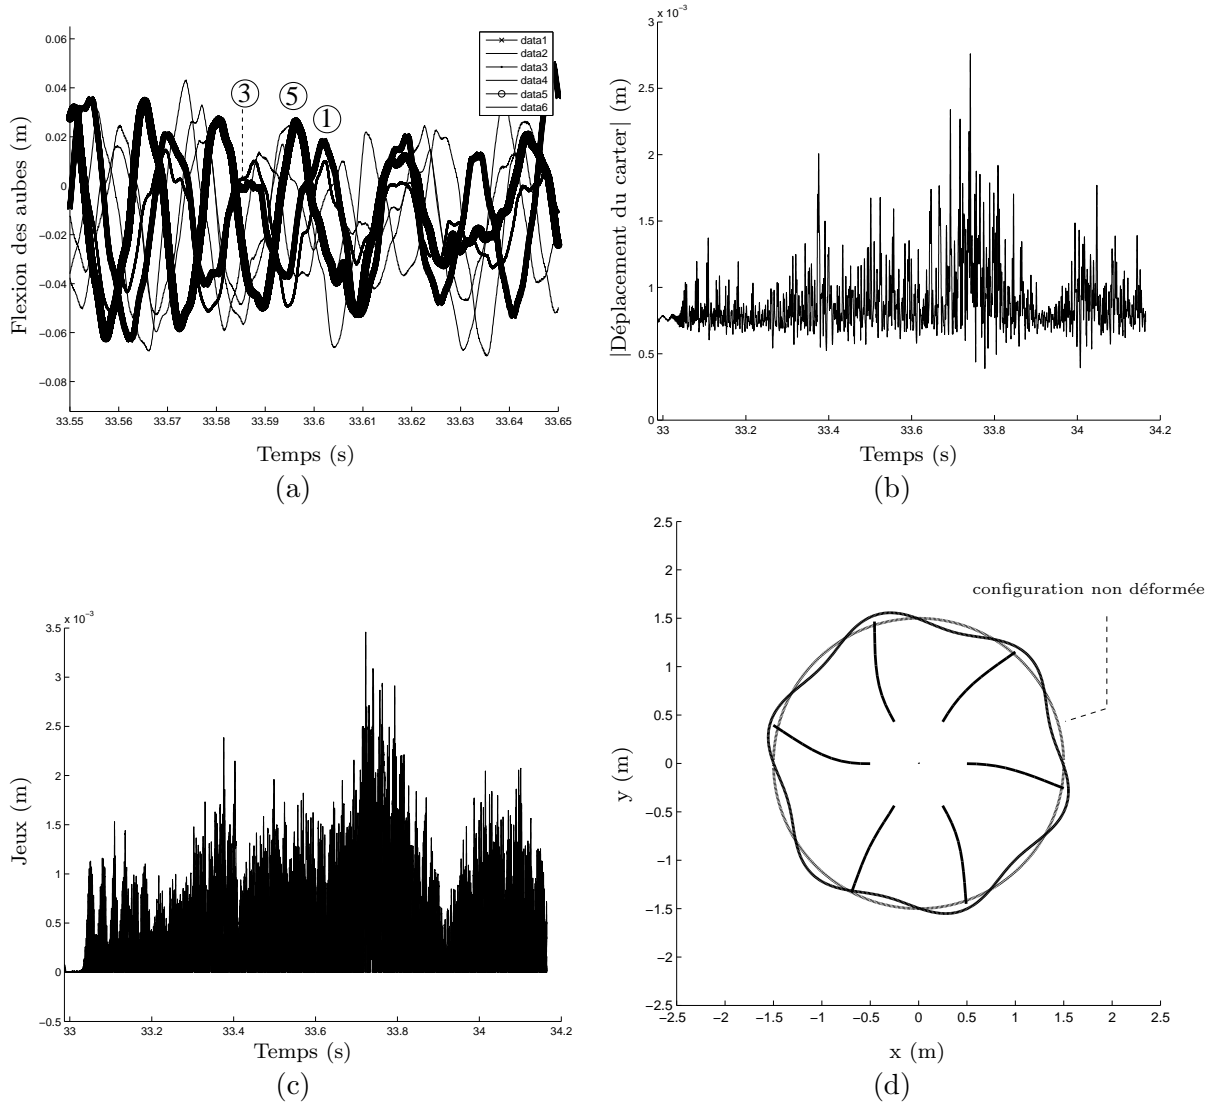 0.06
0.04
0.02
0
−0.02
−0.04
−0.06
−0.08
Flexion des aubes (m)
data1
data2
data3
data4
data5
data6
3
5
1
33.55 33.56 33.57 33.58 33.59 33.6 33.61 33.62 33.63 33.64 33.65
Temps (s)
(a)
x 10⁻³
3
2.5
2
1.5
1
0.5
0
|Déplacement du carter| (m)
33 33.2 33.4 33.6 33.8 34 34.2
Temps (s)
(b)
x 10⁻³
3.5
3
2.5
2
1.5
1
0.5
0
−0.5
Jeux (m)
33 33.2 33.4 33.6 33.8 34 34.2
Temps (s)
(c)
2.5
2
1.5
1
0.5
0
−0.5
−1
−1.5
−2
−2.5
y (m)
configuration non déformée
−2.5 −2 −1.5 −1 −0.5 0 0.5 1 1.5 2 2.5
x (m)
(d)